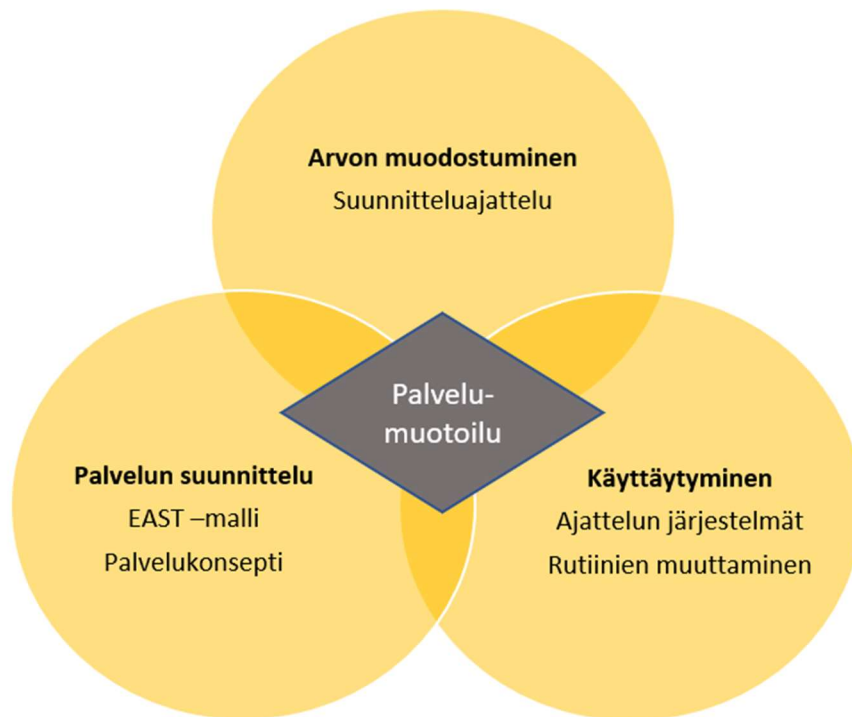 Arvon muodostuminen
Suunnitteluajattelu
Palvelu-
muotoilu
Palvelun suunnittelu
EAST –malli
Palvelukonsepti
Käyttäytyminen
Ajattelun järjestelmät
Rutiinien muuttaminen